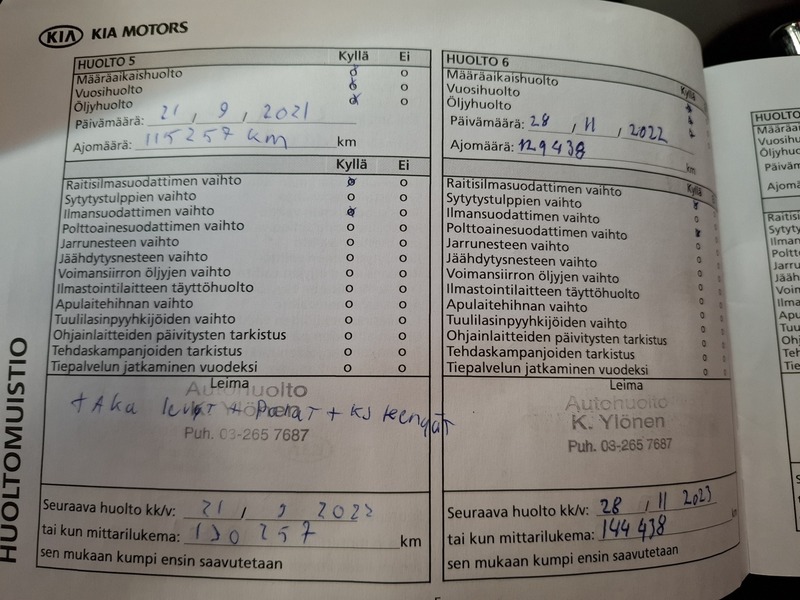 KIA KIA MOTORS
HUOLTO 5 Kyllä Ei
Määräaikaishuolto o o
Vuosihuolto o o
Öljyhuolto o o
Päivämäärä: 21, 9, 2021
Ajomäärä: 115257 km km
Kyllä Ei
Raitisilmasuodattimen vaihto o o
Sytytystulppien vaihto o o
Ilmansuodattimen vaihto o o
Polttoainesuodattimen vaihto o o
Jarrunesteen vaihto o o
Jäähdytysnesteen vaihto o o
Voimansiirron öljyjen vaihto o o
Ilmastointilaitteen täyttöhuolto o o
Apulaitehihnan vaihto o o
Tuulilasinpyyhkijöiden vaihto o o
Ohjainlaitteiden päivitysten tarkistus o o
Tehdaskampanjoiden tarkistus o o
Tiepalvelun jatkaminen vuodeksi o o
Leima
Autohuolto
+ Aka + + KS
Ylönen
Puh. 03-265 7687
Seuraava huolto kk/v: 21, 9 2022
tai kun mittarilukema: 130257 km
sen mukaan kumpi ensin saavutetaan
HUOLTO 6 Kyllä
Määräaikaishuolto
Vuosihuolto
Öljyhuolto
Päivämäärä: 28, 11, 2022
Ajomäärä: 129438 km
Kyllä
Raitisilmasuodattimen vaihto
Sytytystulppien vaihto
Ilmansuodattimen vaihto
Polttoainesuodattimen vaihto
Jarrunesteen vaihto
Jäähdytysnesteen vaihto
Voimansiirron öljyjen vaihto
Ilmastointilaitteen täyttöhuolto
Apulaitehihnan vaihto
Tuulilasinpyyhkijöiden vaihto
Ohjainlaitteiden päivitysten tarkistus
Tehdaskampanjoiden tarkistus
Tiepalvelun jatkaminen vuodeksi
Leima
Autohuolto
K. Ylönen
Puh. 03-265 7687
Seuraava huolto kk/v: 28, 11 2023
tai kun mittarilukema: 144438
sen mukaan kumpi ensin saavutetaan
HUOLTOMUISTIO